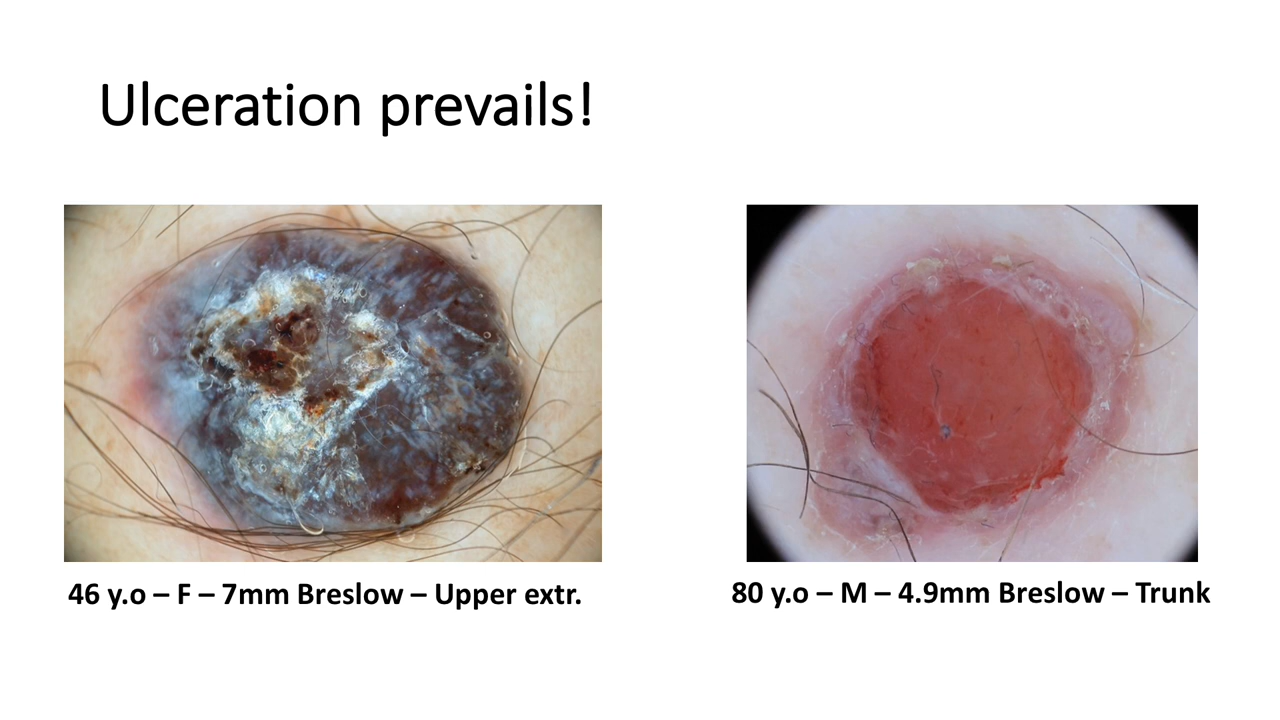 Ulceration prevails!
46 y.o – F – 7mm Breslow – Upper extr.
80 y.o – M – 4.9mm Breslow – Trunk